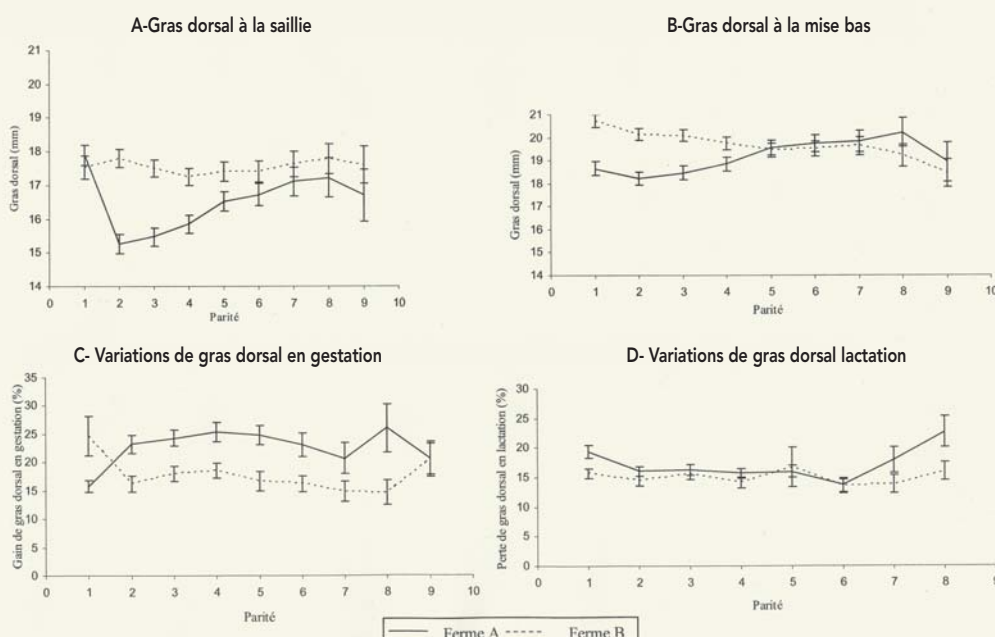 A-Gras dorsal à la saillie
21
20
19
18
17
16
15
14
Gras dorsal (mm)
0 1 2 3 4 5 6 7 8 9 10
Parité
B-Gras dorsal à la mise bas
21
20
19
18
17
16
15
14
Gras dorsal (mm)
0 1 2 3 4 5 6 7 8 9 10
Parité
C- Variations de gras dorsal en gestation
35
30
25
20
15
10
5
0
Gain de gras dorsal en gestation (%)
0 1 2 3 4 5 6 7 8 9 10
Parité
D- Variations de gras dorsal lactation
30
25
20
15
10
5
0
Perte de gras dorsal en lactation (%)
0 1 2 3 4 5 6 7 8 9
Parité
Ferme A Ferme B